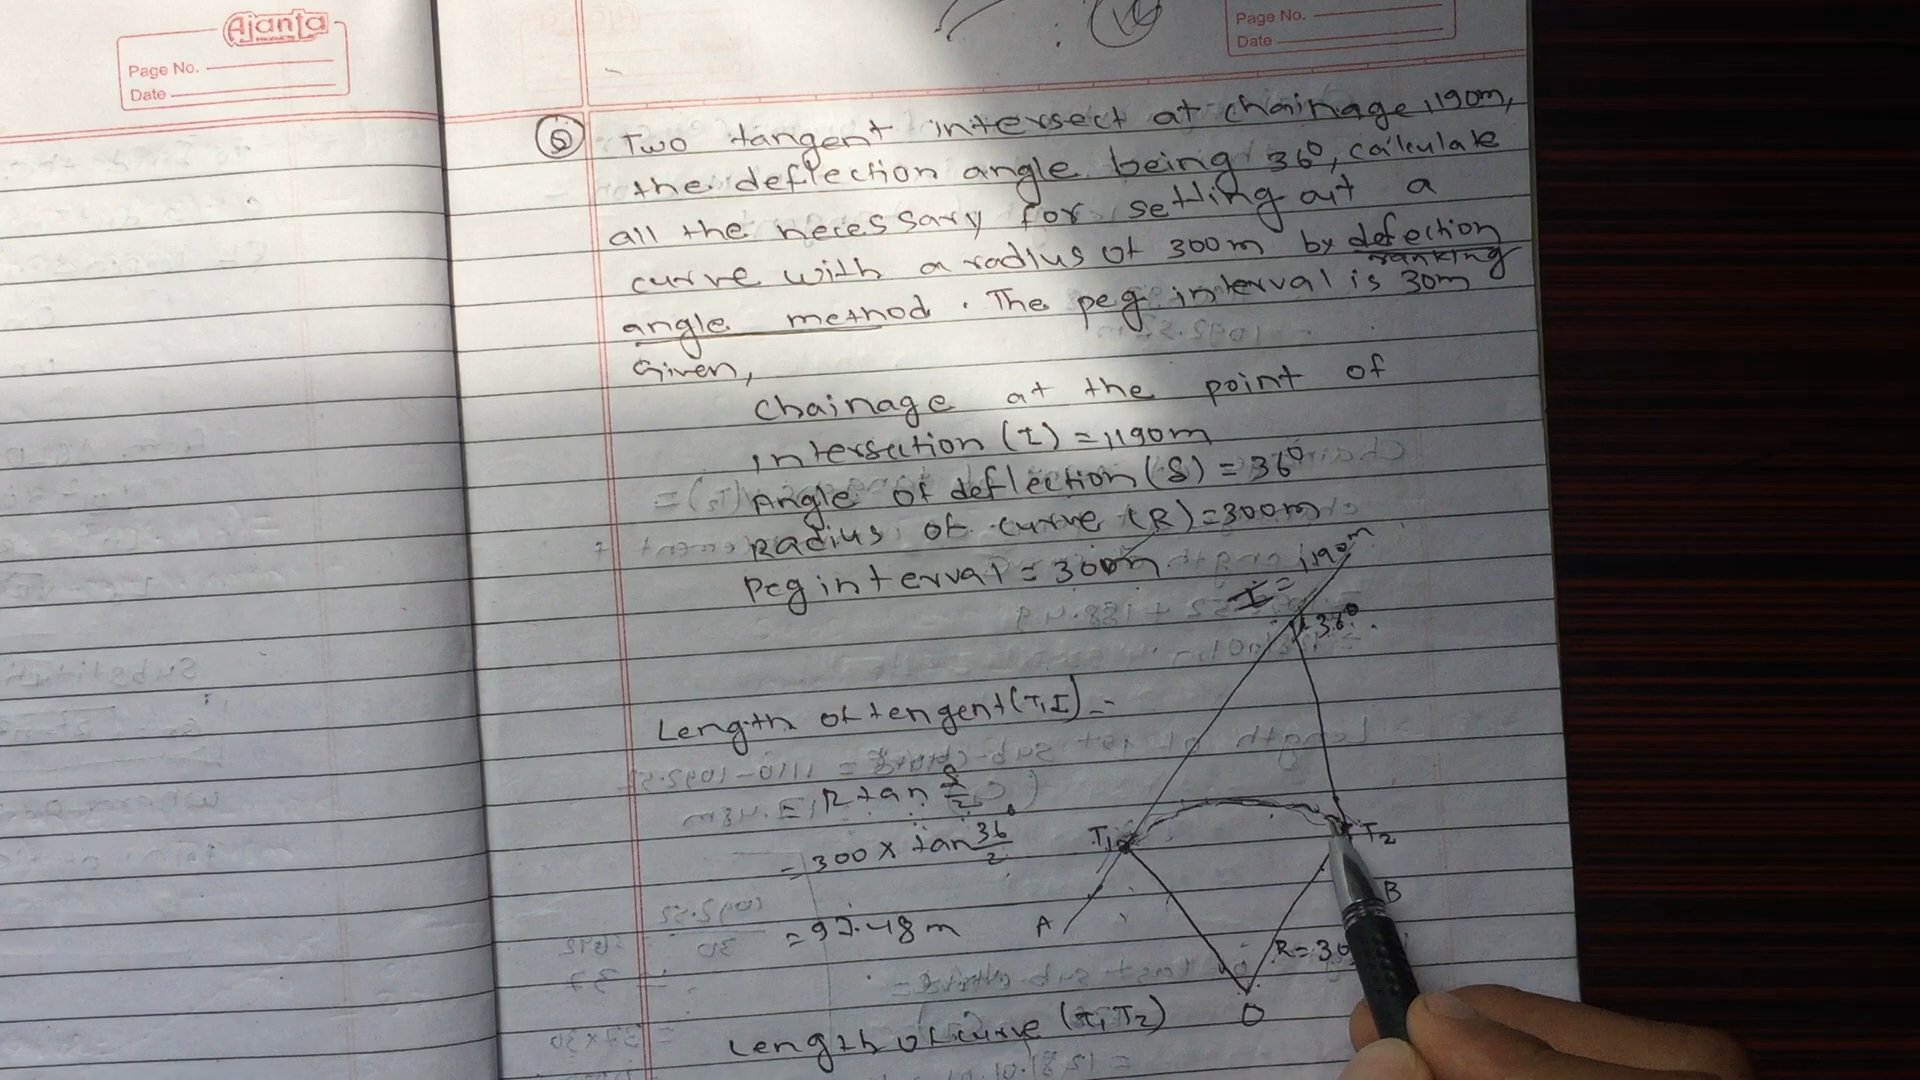 Ajanta
Page No.
Date
Page No.
Date
6 Two tangent intersect at chainage 1190m,
the deflection angle being 36°, calculate
all the necessary for setting out a
curve with a radius of 300m by defection
ranking
angle method. The peg interval is 30m
Given,
chainage at the point of
intersection (I) = 1190m
Angle of deflection (δ) = 36°
Radius of curve (R) = 300m
Peg interval = 30m
I = 1190m
36°
Length of tengent (T1I) =
= R tan δ/2
= 300 × tan 36°/2
= 97.48m
T1
T2
A
B
R = 30
O
Length of curve (T1T2)